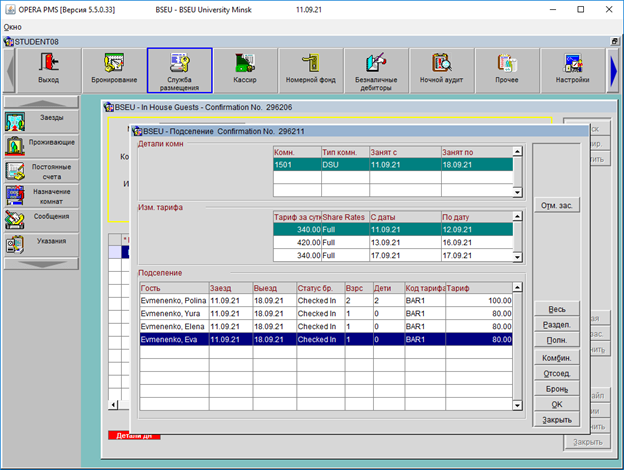 OPERA PMS [Версия 5.5.0.33] BSEU - BSEU University Minsk 11.09.21
Окно
STUDENT08
Выход Бронирование Служба размещения Кассир Номерной фонд Безналичные дебиторы Ночной аудит Прочее Настройки
Заезды
Проживающие
Постоянные счета
Назначение комнат
Сообщения
Указания
BSEU - In House Guests - Confirmation No. 296206
BSEU - Подселение Confirmation No. 296211
Детали комн
Комн. Тип комн. Занят с Занят по
1501 DSU 11.09.21 18.09.21
Изм. тарифа
Тариф за сутк Share Rates С даты По дату
340.00 Full 11.09.21 12.09.21
420.00 Full 13.09.21 16.09.21
340.00 Full 17.09.21 17.09.21
Подселение
Гость Заезд Выезд Статус бр. Взрс Дети Код тарифа Тариф
Evmenenko, Polina 11.09.21 18.09.21 Checked In 2 2 BAR1 100.00
Evmenenko, Yura 11.09.21 18.09.21 Checked In 1 0 BAR1 80.00
Evmenenko, Elena 11.09.21 18.09.21 Checked In 1 0 BAR1 80.00
Evmenenko, Eva 11.09.21 18.09.21 Checked In 1 0 BAR1 80.00
Отм. зас.
Весь
Раздел.
Полн.
Комбин.
Отсоед.
Бронь
OK
Закрыть
Детали дн
Закрыть